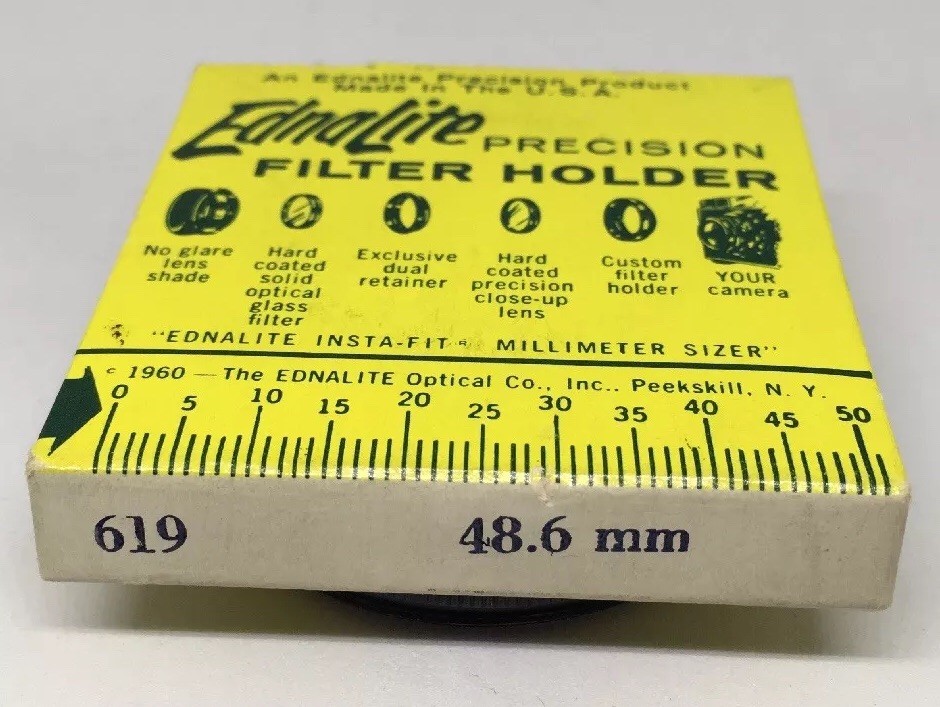 An Ednalite Precision Product
Made In The U.S.A.
EdnaLite PRECISION
FILTER HOLDER
No glare
lens
shade
Hard
coated
solid
optical
glass
filter
Exclusive
dual
retainer
Hard
coated
precision
close-up
lens
Custom
filter
holder
YOUR
camera
"EDNALITE INSTA-FIT® MILLIMETER SIZER"
© 1960 — The EDNALITE Optical Co., Inc.. Peekskill, N. Y.
0 5 10 15 20 25 30 35 40 45 50
619 48.6 mm